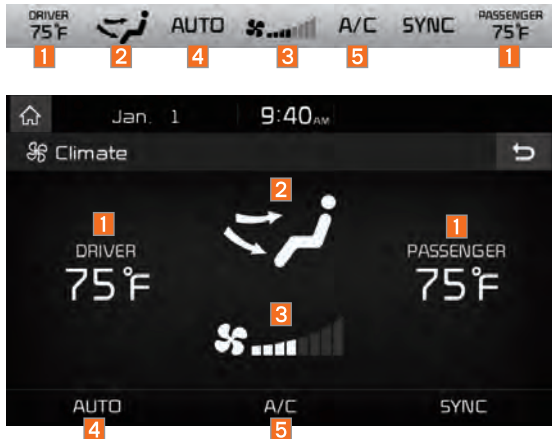 DRIVER AUTO A/C SYNC PASSENGER
75°F 75°F
1 2 4 3 5 1
Jan. 1 9:40AM
Climate
2
1 1
DRIVER PASSENGER
75°F 75°F
3
AUTO A/C SYNC
4 5